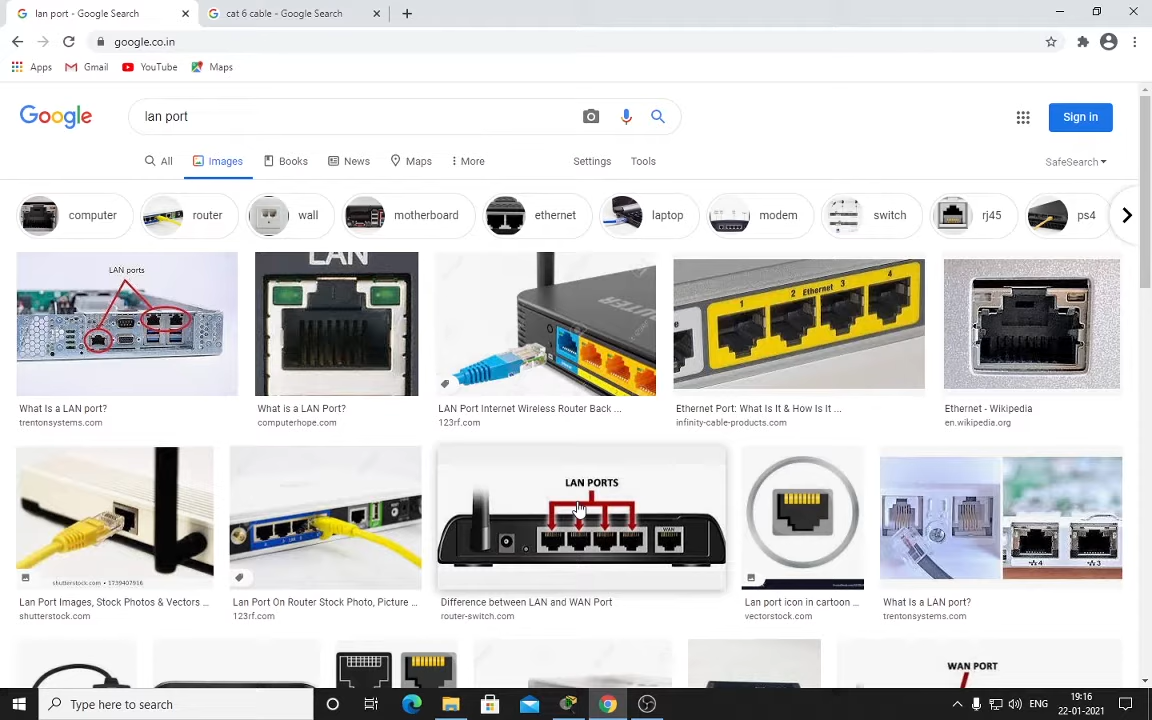 lan port - Google Search
cat 6 cable - Google Search
google.co.in
Apps
Gmail
YouTube
Maps
Google
lan port
Sign in
All
Images
Books
News
Maps
More
Settings
Tools
SafeSearch
computer
router
wall
motherboard
ethernet
laptop
modem
switch
rj45
ps4
LAN ports
LAN
1 2 3 4
Ethernet
What Is a LAN port?
trentonsystems.com
What is a LAN Port?
computerhope.com
LAN Port Internet Wireless Router Back ...
123rf.com
Ethernet Port: What Is It & How Is It ...
infinity-cable-products.com
Ethernet - Wikipedia
en.wikipedia.org
LAN PORTS
WAN
shutterstock.com • 1739407916
4
3
Lan Port Images, Stock Photos & Vectors ...
shutterstock.com
Lan Port On Router Stock Photo, Picture ...
123rf.com
Difference between LAN and WAN Port
router-switch.com
Lan port icon in cartoon ...
vectorstock.com
What Is a LAN port?
trentonsystems.com
WAN PORT
Type here to search
ENG
19:16
22-01-2021